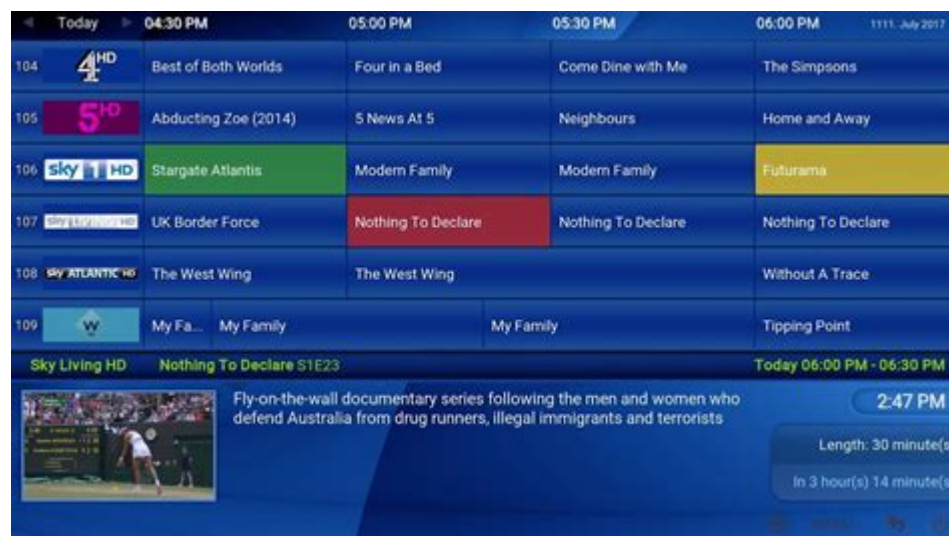 Today 04:30 PM 05:00 PM 05:30 PM 06:00 PM 1111. July 2017
104 4HD Best of Both Worlds Four in a Bed Come Dine with Me The Simpsons
105 5HD Abducting Zoe (2014) 5 News At 5 Neighbours Home and Away
106 sky 1 HD Stargate Atlantis Modern Family Modern Family Futurama
107 UK Border Force Nothing To Declare Nothing To Declare Nothing To Declare
108 sky ATLANTIC HD The West Wing The West Wing Without A Trace
109 W My Fa... My Family My Family Tipping Point
Sky Living HD Nothing To Declare S1E23 Today 06:00 PM - 06:30 PM
Fly-on-the-wall documentary series following the men and women who
defend Australia from drug runners, illegal immigrants and terrorists
2:47 PM
Length: 30 minute(s
In 3 hour(s) 14 minute(s